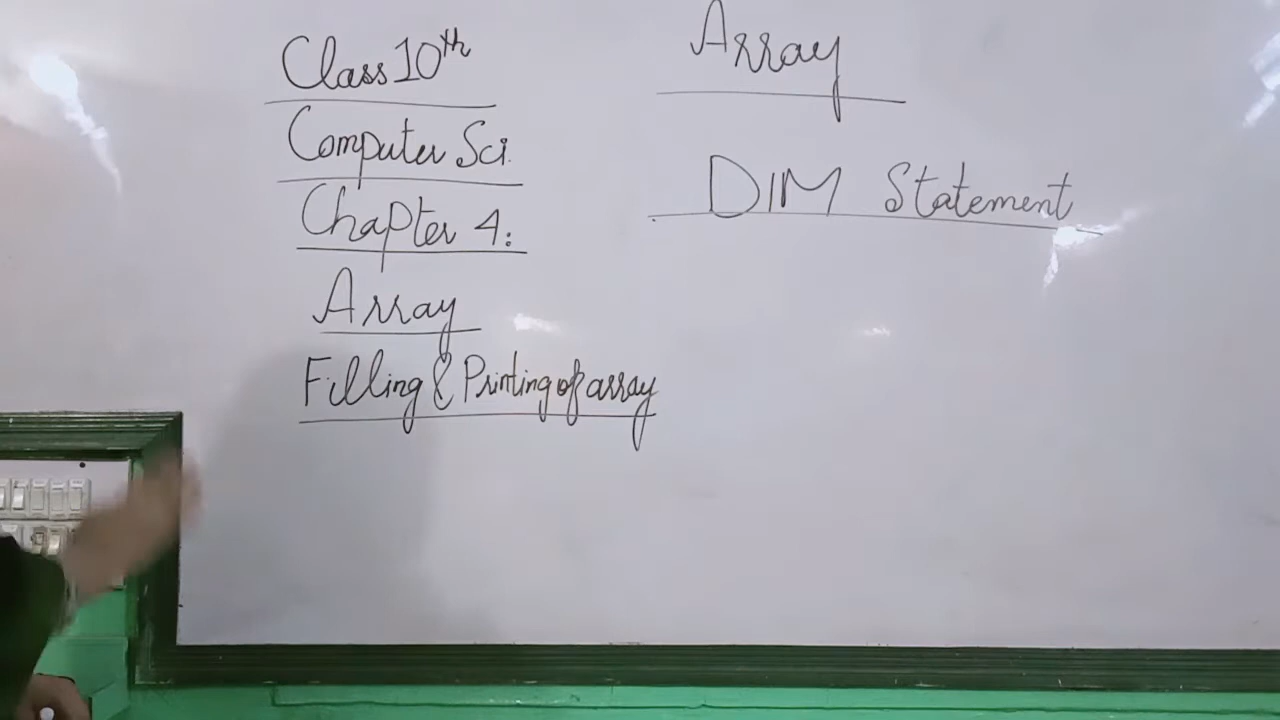 Class 10th
Computer Sci.
Chapter 4:
Array
Filling & Printing of array
Array
DIM Statement